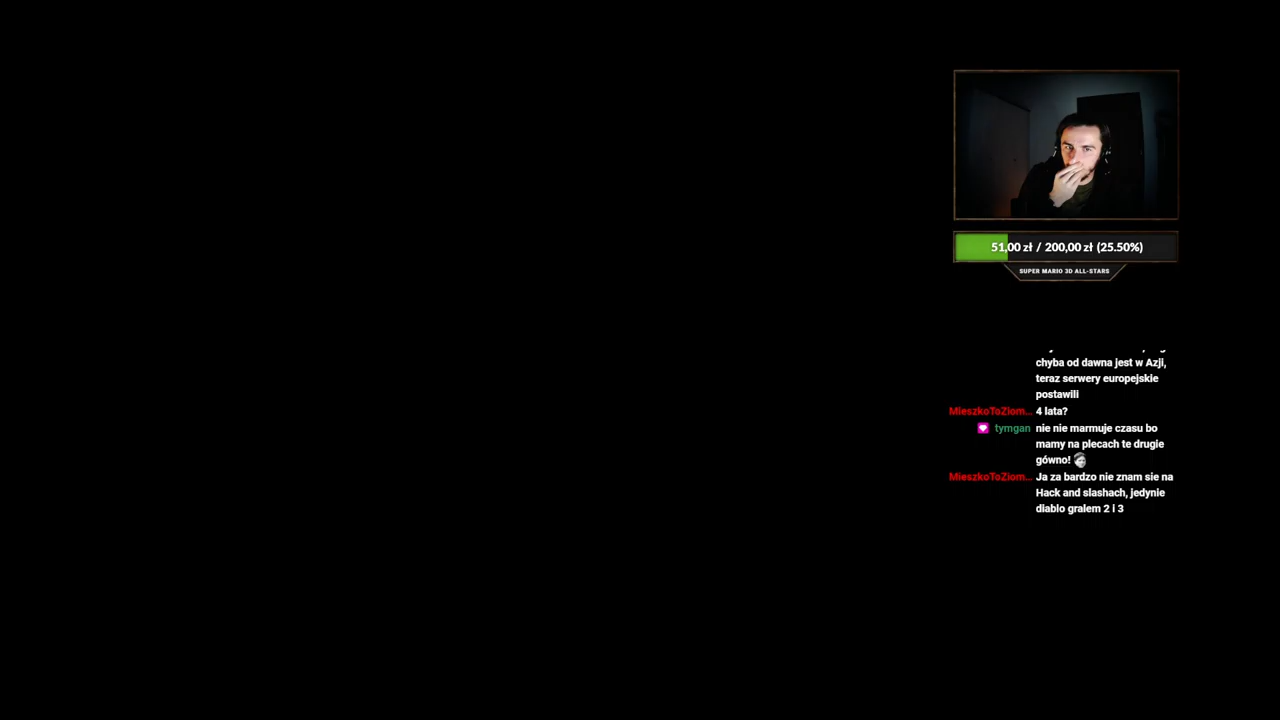 51,00 zł / 200,00 zł (25.50%)
SUPER MARIO 3D ALL-STARS
chyba od dawna jest w Azji,
teraz serwery europejskie
postawili
MieszkoToZiom... 4 lata?
tymgan nie nie marmuje czasu bo
mamy na plecach te drugie
gówno!
MieszkoToZiom... Ja za bardzo nie znam sie na
Hack and slashach, jedynie
diablo gralem 2 i 3